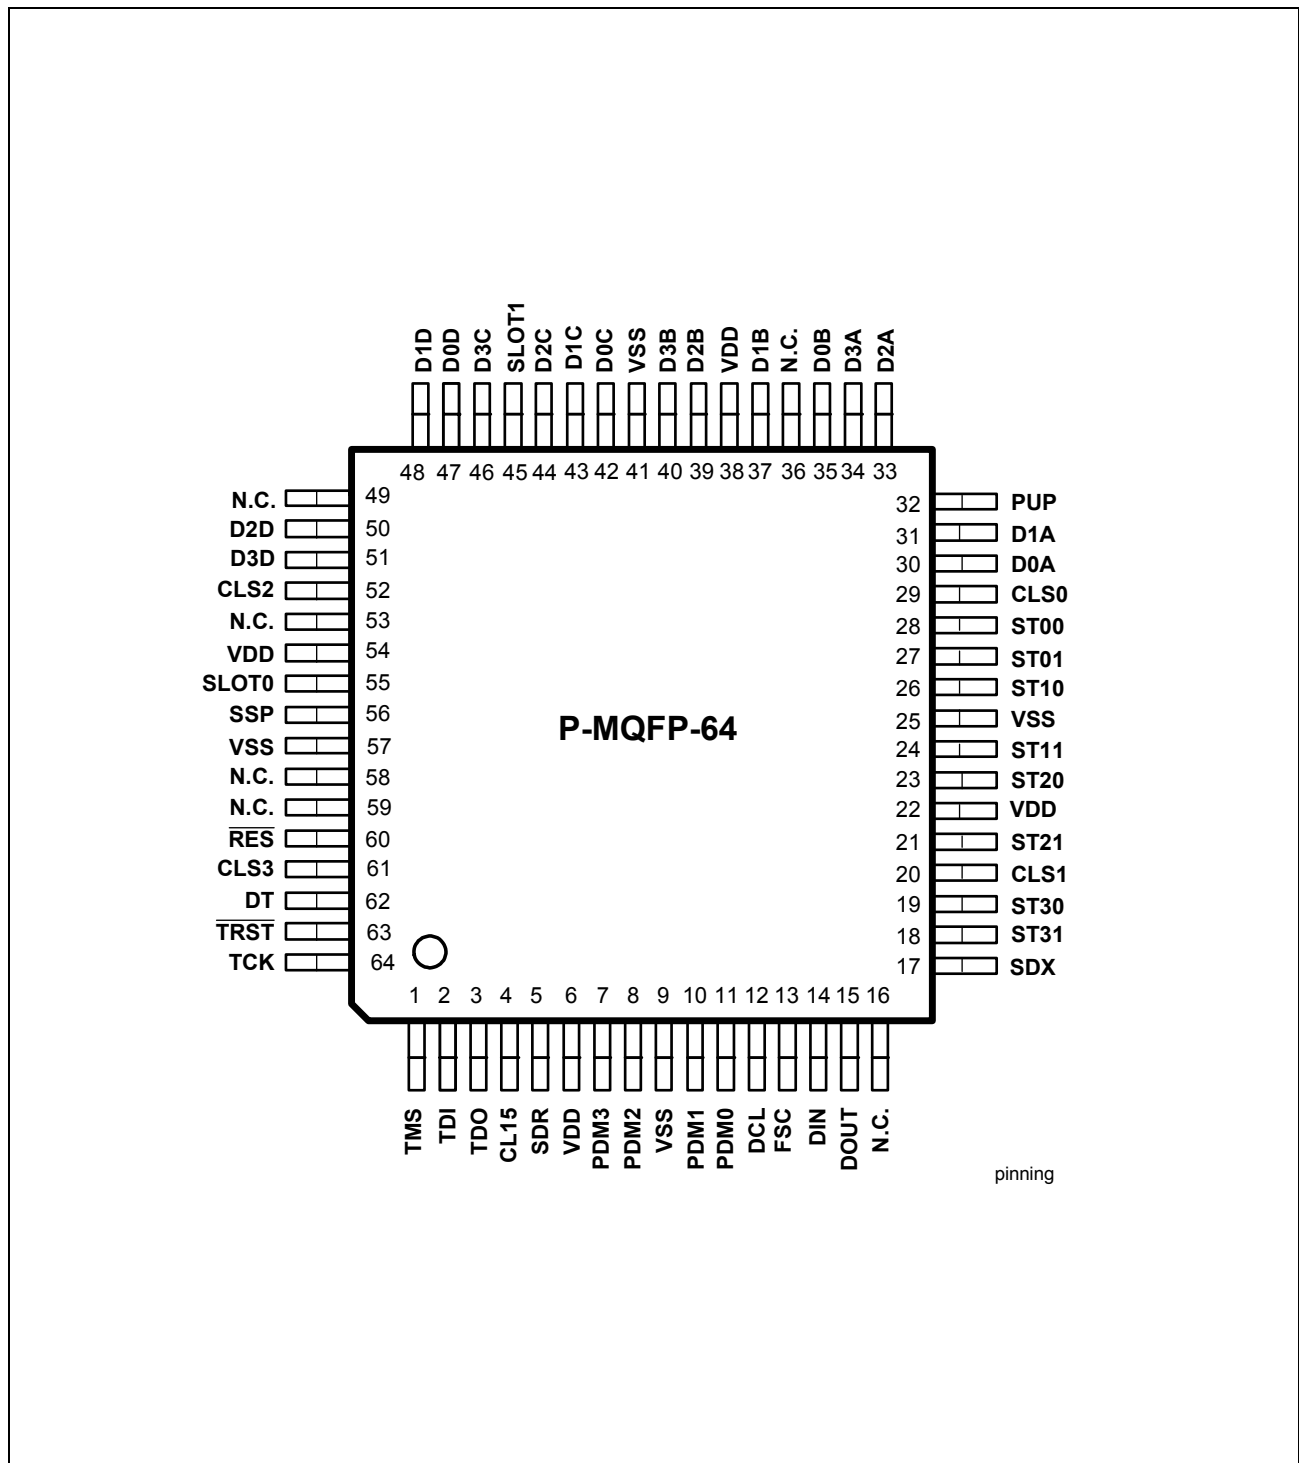 D1D D0D D3C SLOT1 D2C D1C D0C VSS D3B D2B VDD D1B N.C. D0B D3A D2A
48 47 46 45 44 43 42 41 40 39 38 37 36 35 34 33
N.C. 49 32 PUP
D2D 50 31 D1A
D3D 51 30 D0A
CLS2 52 29 CLS0
N.C. 53 28 ST00
VDD 54 27 ST01
SLOT0 55 26 ST10
SSP 56 25 VSS
P-MQFP-64
VSS 57 24 ST11
N.C. 58 23 ST20
N.C. 59 22 VDD
R̅E̅S̅ 60 21 ST21
CLS3 61 20 CLS1
DT 62 19 ST30
T̅R̅S̅T̅ 63 18 ST31
TCK 64 17 SDX
1 2 3 4 5 6 7 8 9 10 11 12 13 14 15 16
TMS TDI TDO CL15 SDR VDD PDM3 PDM2 VSS PDM1 PDM0 DCL FSC DIN DOUT N.C.
pinning